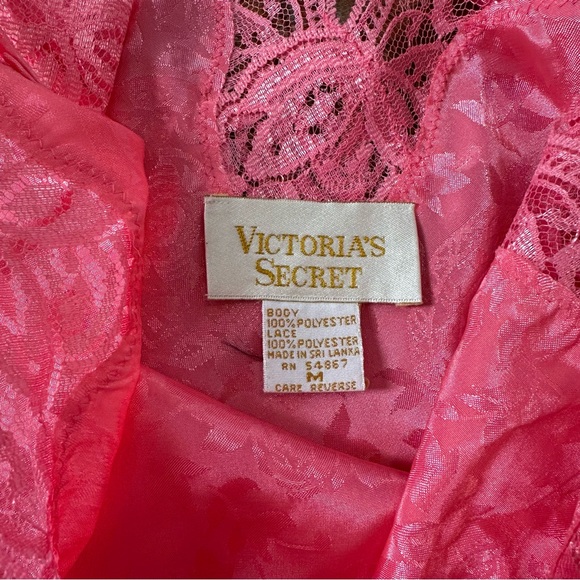 VICTORIA'S
SECRET
BODY
100% POLYESTER
LACE
100% POLYESTER
MADE IN SRI LANKA
RN 54867
M
CARE REVERSE